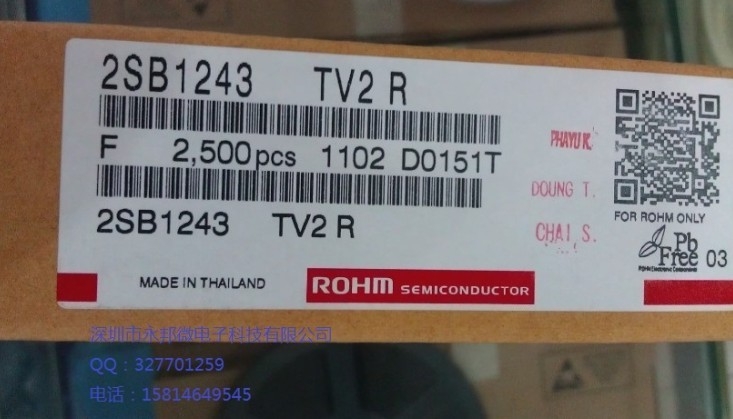 2SB1243 TV2 R
F 2,500pcs 1102 D0151T
2SB1243 TV2 R
PHAYU K.
DOUNG T.
CHAI S.
FOR ROHM ONLY
Pb
Free 03
MADE IN THAILAND
ROHM SEMICONDUCTOR
深圳市永邦微电子科技有限公司
QQ：327701259
电话：15814649545